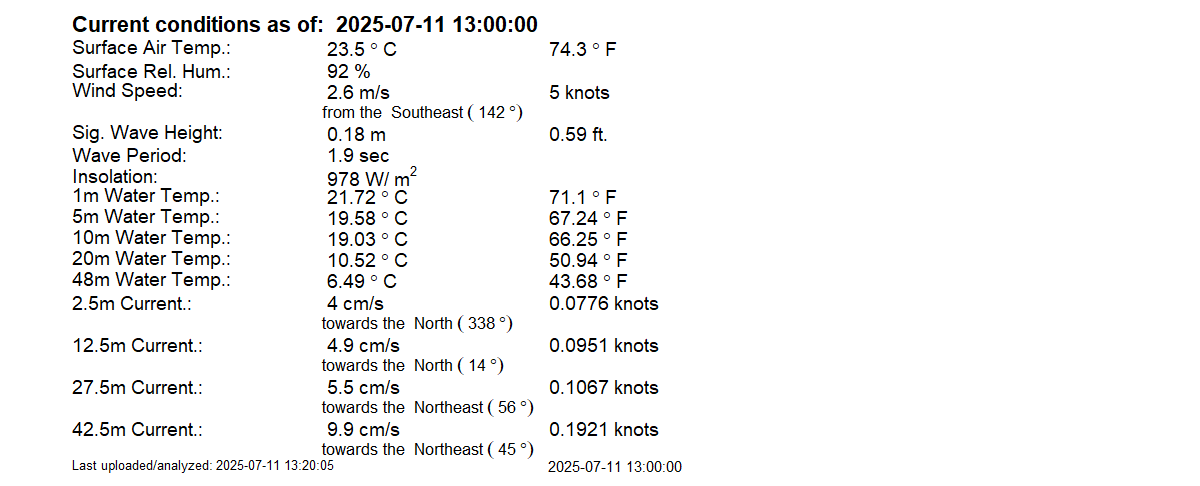 Current conditions as of: 2025-07-11 13:00:00
Surface Air Temp.: 23.5 ° C 74.3 ° F
Surface Rel. Hum.: 92 %
Wind Speed: 2.6 m/s 5 knots
from the Southeast ( 142 °)
Sig. Wave Height: 0.18 m 0.59 ft.
Wave Period: 1.9 sec
Insolation: 978 W/ m²
1m Water Temp.: 21.72 ° C 71.1 ° F
5m Water Temp.: 19.58 ° C 67.24 ° F
10m Water Temp.: 19.03 ° C 66.25 ° F
20m Water Temp.: 10.52 ° C 50.94 ° F
48m Water Temp.: 6.49 ° C 43.68 ° F
2.5m Current.: 4 cm/s 0.0776 knots
towards the North ( 338 °)
12.5m Current.: 4.9 cm/s 0.0951 knots
towards the North ( 14 °)
27.5m Current.: 5.5 cm/s 0.1067 knots
towards the Northeast ( 56 °)
42.5m Current.: 9.9 cm/s 0.1921 knots
towards the Northeast ( 45 °)
Last uploaded/analyzed: 2025-07-11 13:20:05 2025-07-11 13:00:00